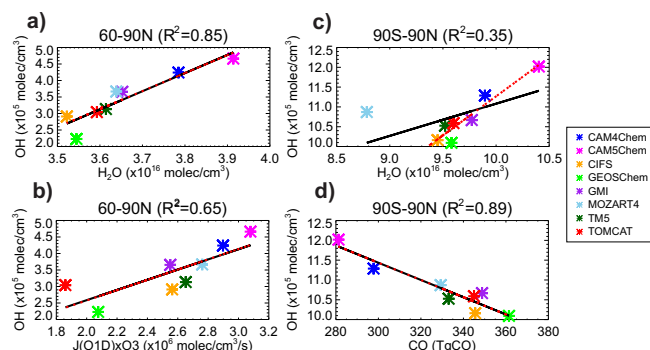 a)
60-90N (R²=0.85)
OH (x10⁵ molec/cm³)
5.0
4.5
4.0
3.5
3.0
2.5
2.0
3.5 3.6 3.7 3.8 3.9 4.0
H₂O (x10¹⁶ molec/cm³)
c)
90S-90N (R²=0.35)
OH (x10⁵ molec/cm³)
12.5
12.0
11.5
11.0
10.5
10.0
8.5 9.0 9.5 10.0 10.5
H₂O (x10¹⁶ molec/cm³)
CAM4Chem
CAM5Chem
CIFS
GEOSChem
GMI
MOZART4
TM5
TOMCAT
b)
60-90N (R²=0.65)
OH (x10⁵ molec/cm³)
5.0
4.5
4.0
3.5
3.0
2.5
2.0
1.8 2.0 2.2 2.4 2.6 2.8 3.0 3.2
J(O1D)xO3 (x10⁶ molec/cm³/s)
d)
90S-90N (R²=0.89)
OH (x10⁵ molec/cm³)
12.5
12.0
11.5
11.0
10.5
10.0
280 300 320 340 360 380
CO (TgCO)